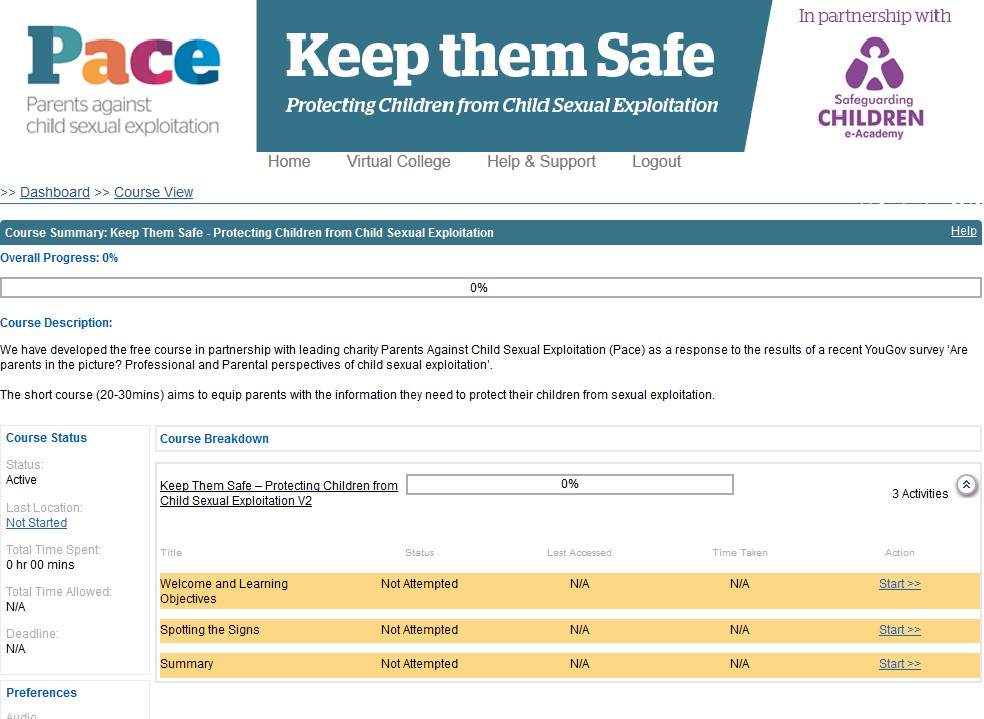 Pace
Parents against
child sexual exploitation
Keep them Safe
Protecting Children from Child Sexual Exploitation
In partnership with
Safeguarding
CHILDREN
e-Academy
Home Virtual College Help & Support Logout
>> Dashboard >> Course View
Course Summary: Keep Them Safe - Protecting Children from Child Sexual Exploitation Help
Overall Progress: 0%
0%
Course Description:
We have developed the free course in partnership with leading charity Parents Against Child Sexual Exploitation (Pace) as a response to the results of a recent YouGov survey ‘Are
parents in the picture? Professional and Parental perspectives of child sexual exploitation’.
The short course (20-30mins) aims to equip parents with the information they need to protect their children from sexual exploitation.
Course Status
Status:
Active
Last Location:
Not Started
Total Time Spent:
0 hr 00 mins
Total Time Allowed:
N/A
Deadline:
N/A
Preferences
Audio
Course Breakdown
Keep Them Safe – Protecting Children from
Child Sexual Exploitation V2
0%
3 Activities
Title Status Last Accessed Time Taken Action
Welcome and Learning Not Attempted N/A N/A Start >>
Objectives
Spotting the Signs Not Attempted N/A N/A Start >>
Summary Not Attempted N/A N/A Start >>